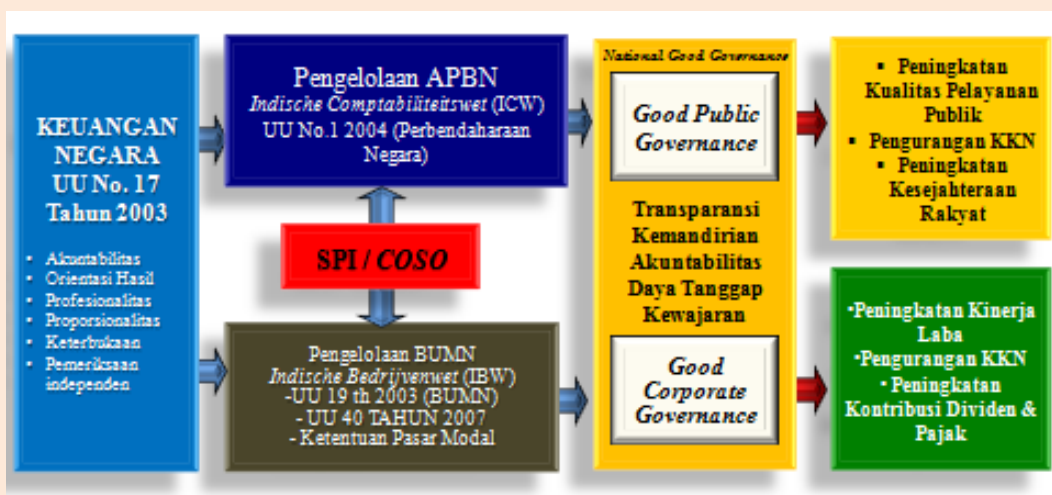 KEUANGAN
NEGARA
UU No. 17
Tahun 2003
• Akuntabilitas
• Orientasi Hasil
• Profesionalitas
• Proporsionalitas
• Keterbukaan
• Pemeriksaan
independen
Pengelolaan APBN
Indische Comptabiliteitswet (ICW)
UU No.1 2004 (Perbendaharaan
Negara)
SPI / COSO
Pengelolaan BUMN
Indische Bedrijvenwet (IBW)
-UU 19 th 2003 (BUMN)
- UU 40 TAHUN 2007
- Ketentuan Pasar Modal
National Good Governance
Good Public
Governance
Transparansi
Kemandirian
Akuntabilitas
Daya Tanggap
Kewajaran
Good
Corporate
Governance
▪ Peningkatan
Kualitas Pelayanan
Publik
▪ Pengurangan KKN
▪ Peningkatan
Kesejahteraan
Rakyat
•Peningkatan Kinerja
Laba
•Pengurangan KKN
• Peningkatan
Kontribusi Dividen &
Pajak